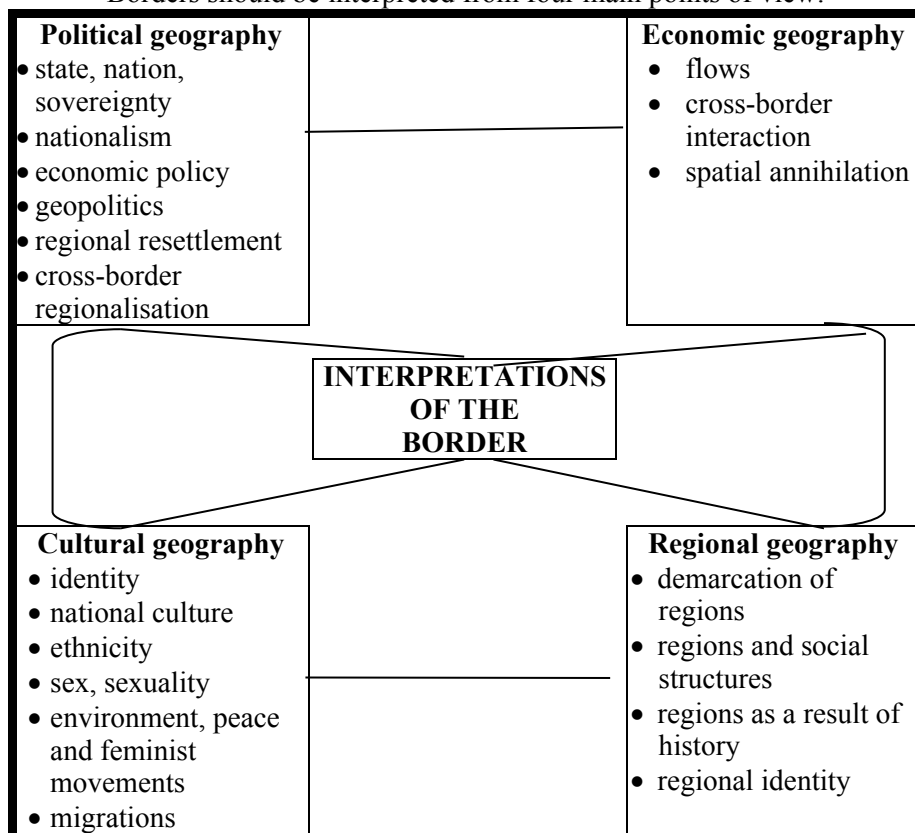 Borders should be interpreted from four main points of view:
Political geography
• state, nation,
sovereignty
• nationalism
• economic policy
• geopolitics
• regional resettlement
• cross-border
regionalisation
Economic geography
• flows
• cross-border
interaction
• spatial annihilation
INTERPRETATIONS
OF THE
BORDER
Cultural geography
• identity
• national culture
• ethnicity
• sex, sexuality
• environment, peace
and feminist
movements
• migrations
Regional geography
• demarcation of
regions
• regions and social
structures
• regions as a result of
history
• regional identity